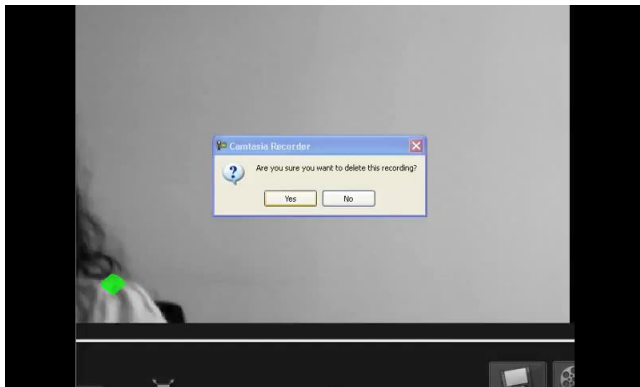 Camtasia Recorder
Are you sure you want to delete this recording?
Yes
No